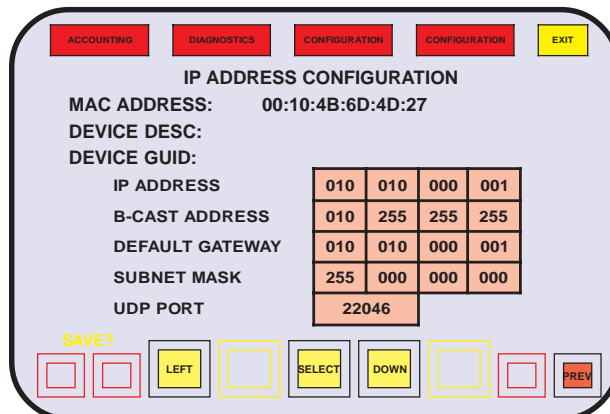 ACCOUNTING DIAGNOSTICS CONFIGURATION CONFIGURATION EXIT
IP ADDRESS CONFIGURATION
MAC ADDRESS: 00:10:4B:6D:4D:27
DEVICE DESC:
DEVICE GUID:
IP ADDRESS 010 010 000 001
B-CAST ADDRESS 010 255 255 255
DEFAULT GATEWAY 010 010 000 001
SUBNET MASK 255 000 000 000
UDP PORT 22046
SAVE?
LEFT SELECT DOWN PREV